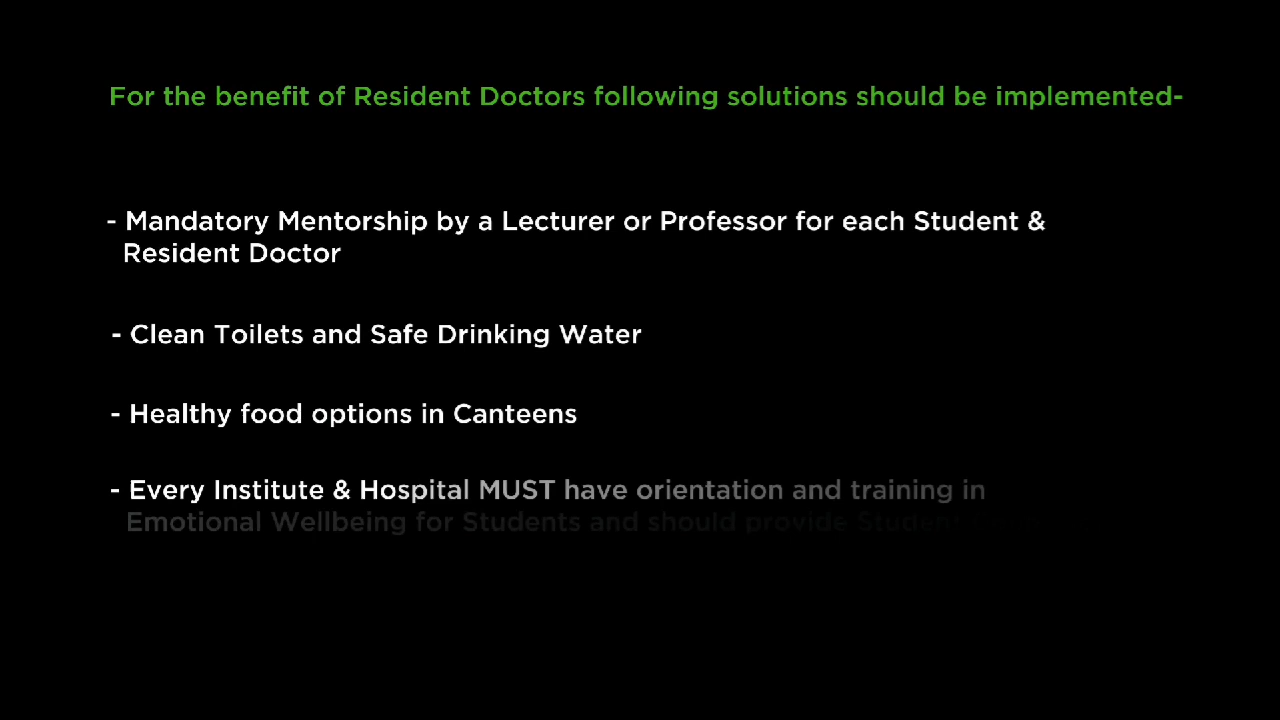 For the benefit of Resident Doctors following solutions should be implemented-
- Mandatory Mentorship by a Lecturer or Professor for each Student &
Resident Doctor
- Clean Toilets and Safe Drinking Water
- Healthy food options in Canteens
- Every Institute & Hospital MUST have orientation and training in
Emotional Wellbeing for Students and should provide Student